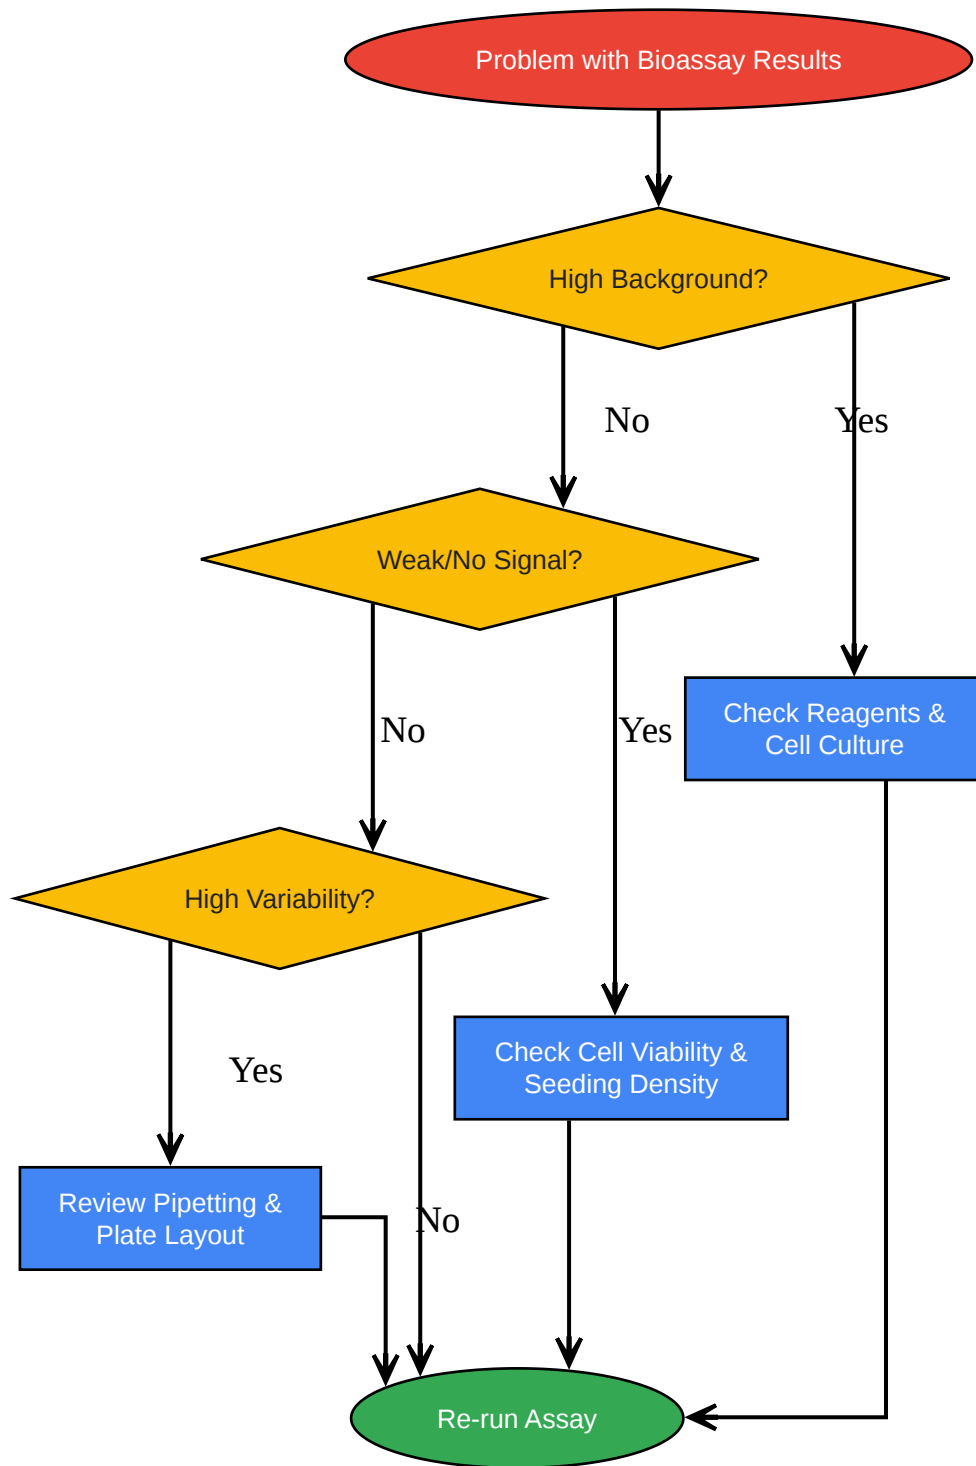 Problem with Bioassay Results
High Background?
No
Yes
Weak/No Signal?
No
Yes
Check Reagents &
Cell Culture
High Variability?
Check Cell Viability &
Seeding Density
Yes
Review Pipetting &
Plate Layout
No
Re-run Assay